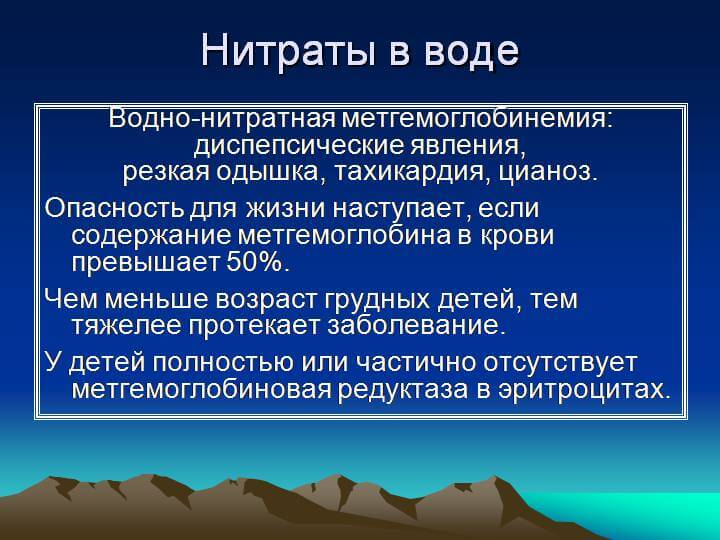 Нитраты в воде
Водно-нитратная метгемоглобинемия:
диспепсические явления,
резкая одышка, тахикардия, цианоз.
Опасность для жизни наступает, если
содержание метгемоглобина в крови
превышает 50%.
Чем меньше возраст грудных детей, тем
тяжелее протекает заболевание.
У детей полностью или частично отсутствует
метгемоглобиновая редуктаза в эритроцитах.